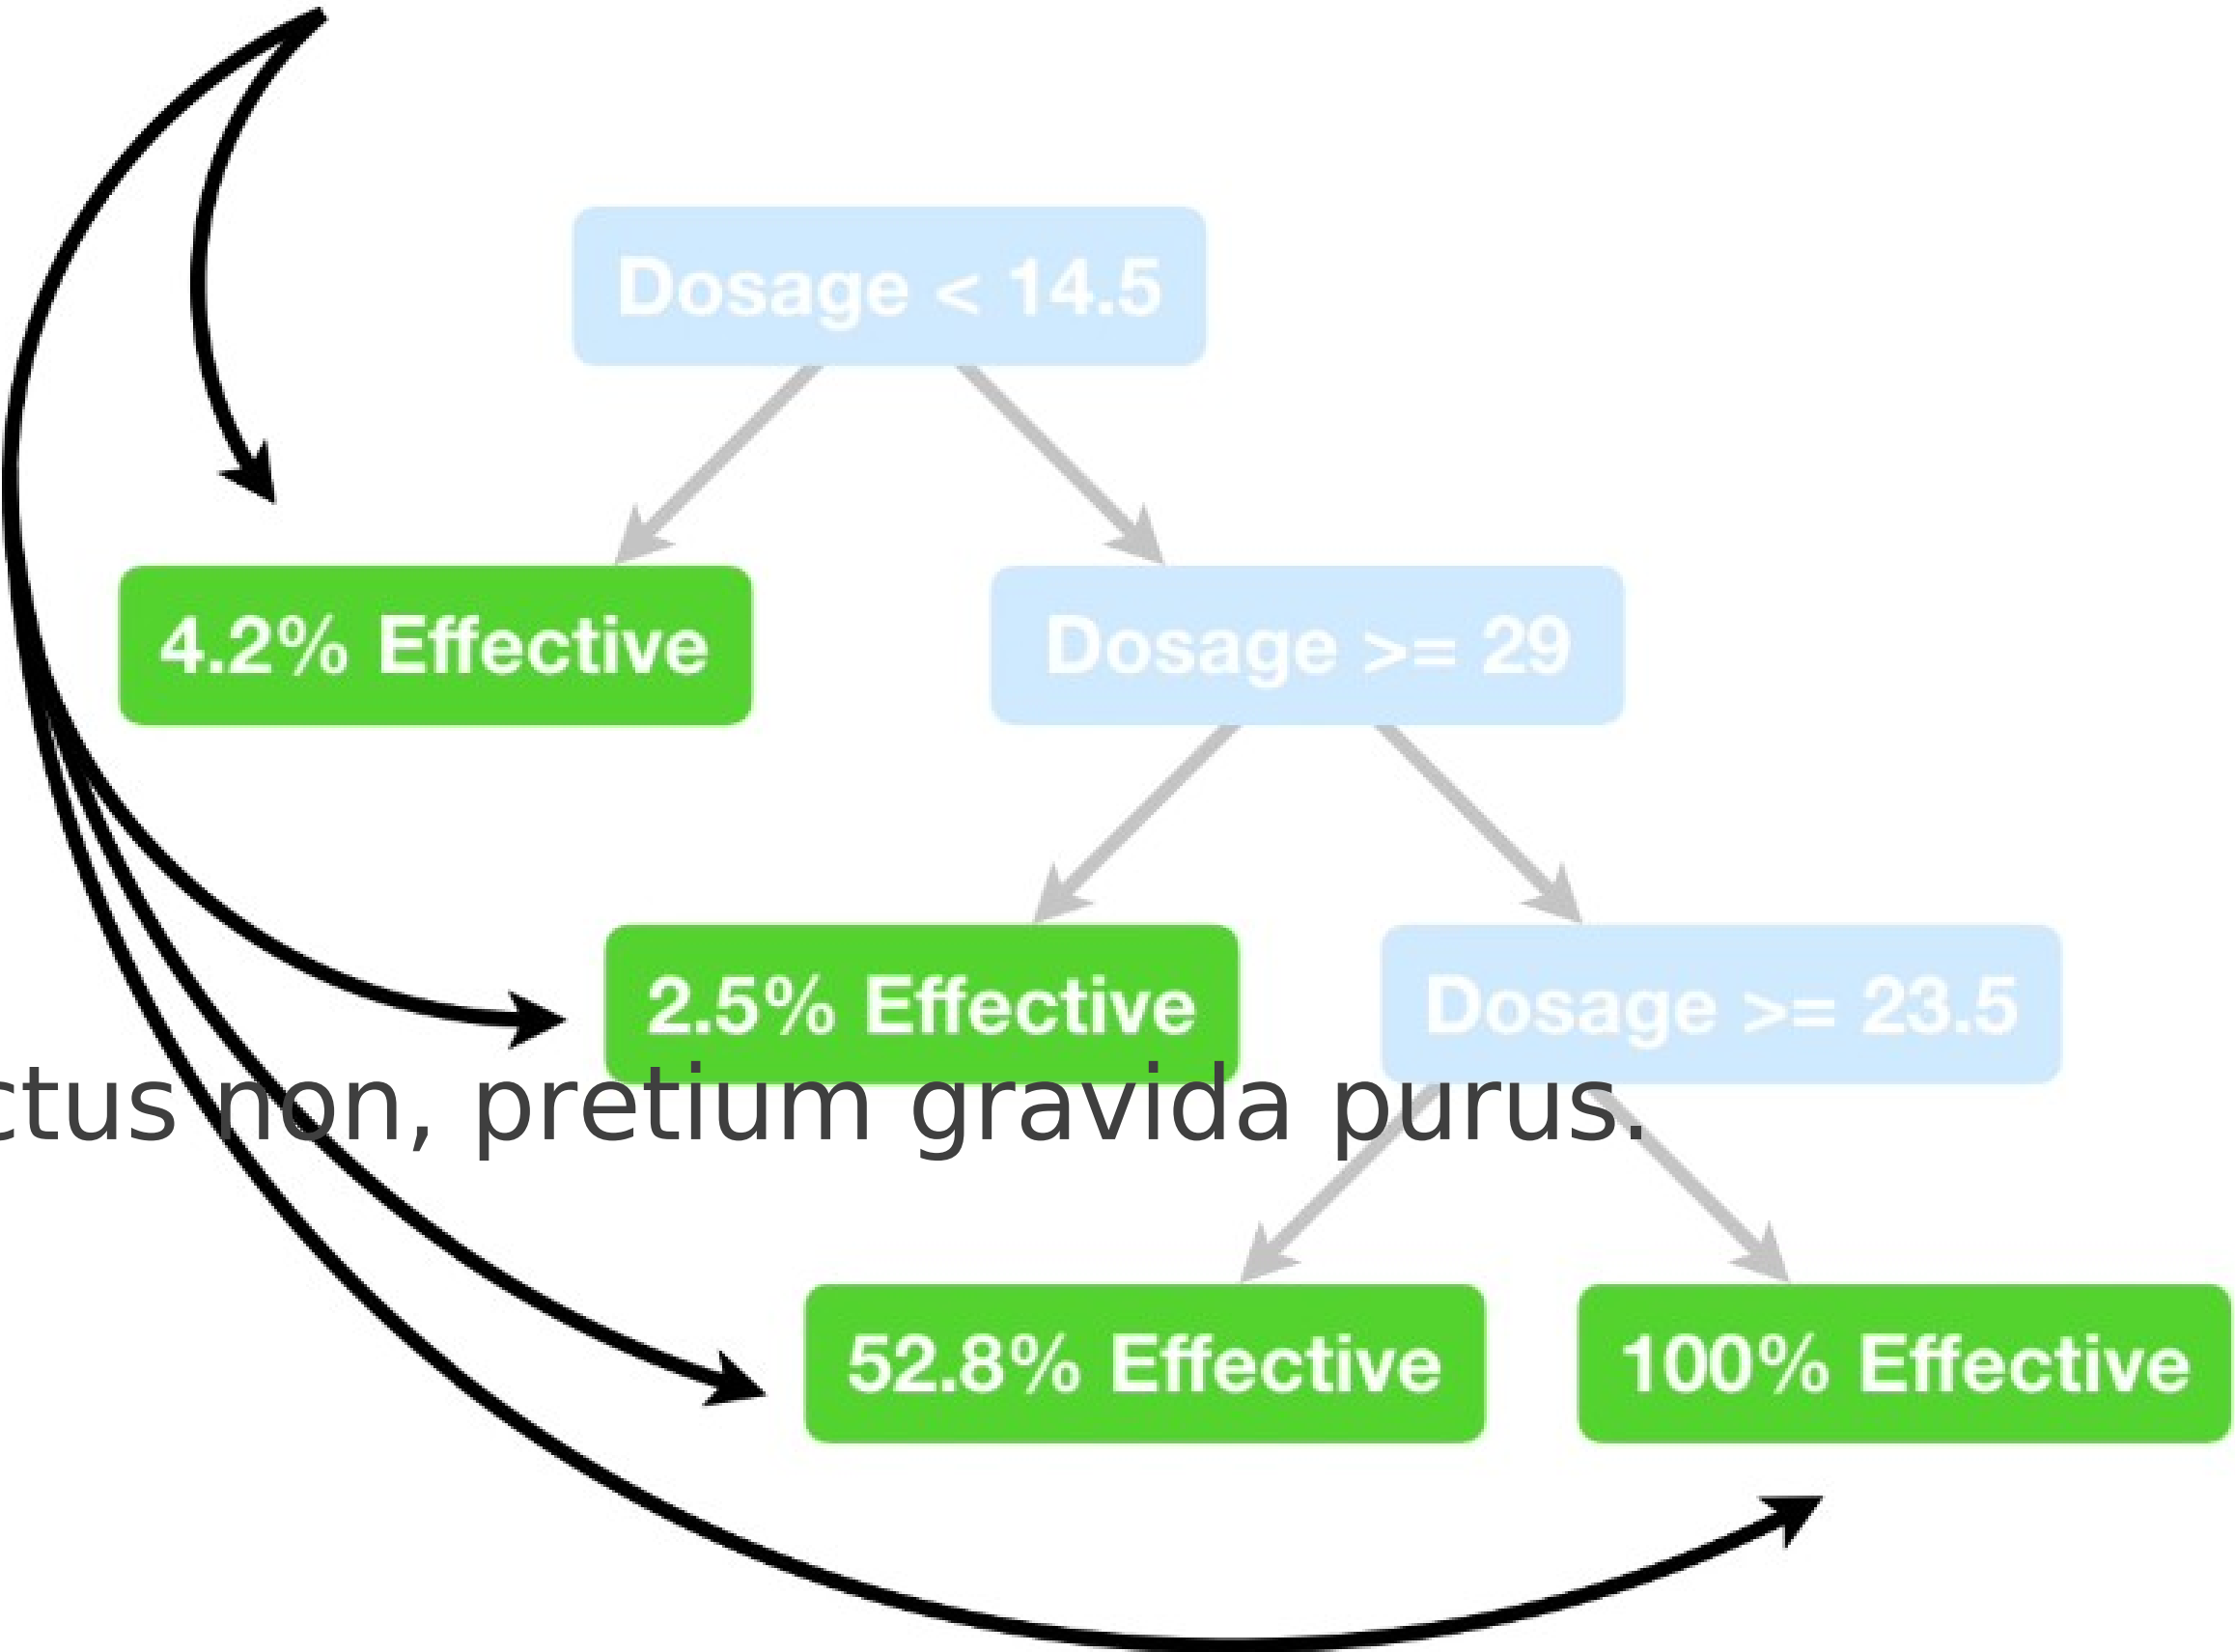 Dosage < 14.5
4.2% Effective
Dosage >= 29
2.5% Effective
Dosage >= 23.5
ctus non, pretium gravida purus.
52.8% Effective
100% Effective